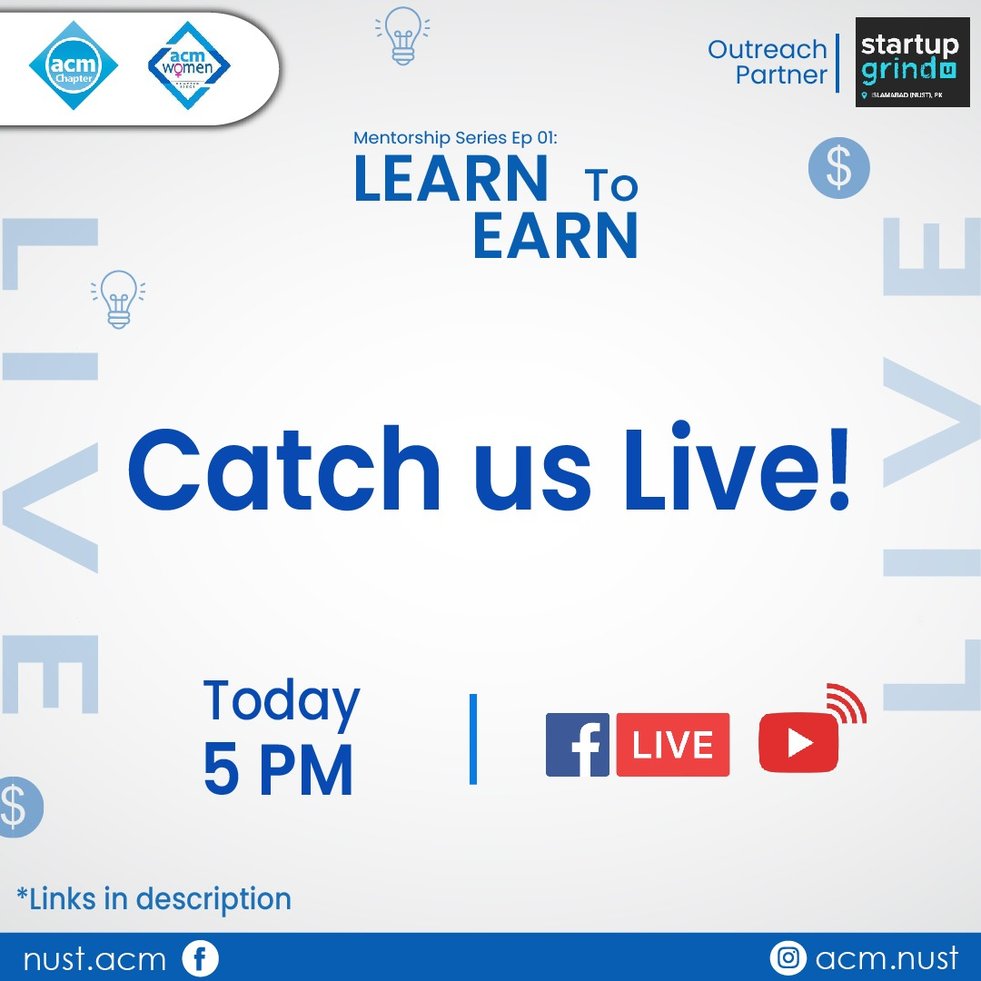 acm
Chapter
acm
women
Outreach
Partner
startup
grind u
ISLAMABAD (NUST), PK
Mentorship Series Ep 01:
LEARN To
EARN
$
LIVE
LIVE
Catch us Live!
Today
5 PM
f LIVE
$
*Links in description
nust.acm f
acm.nust